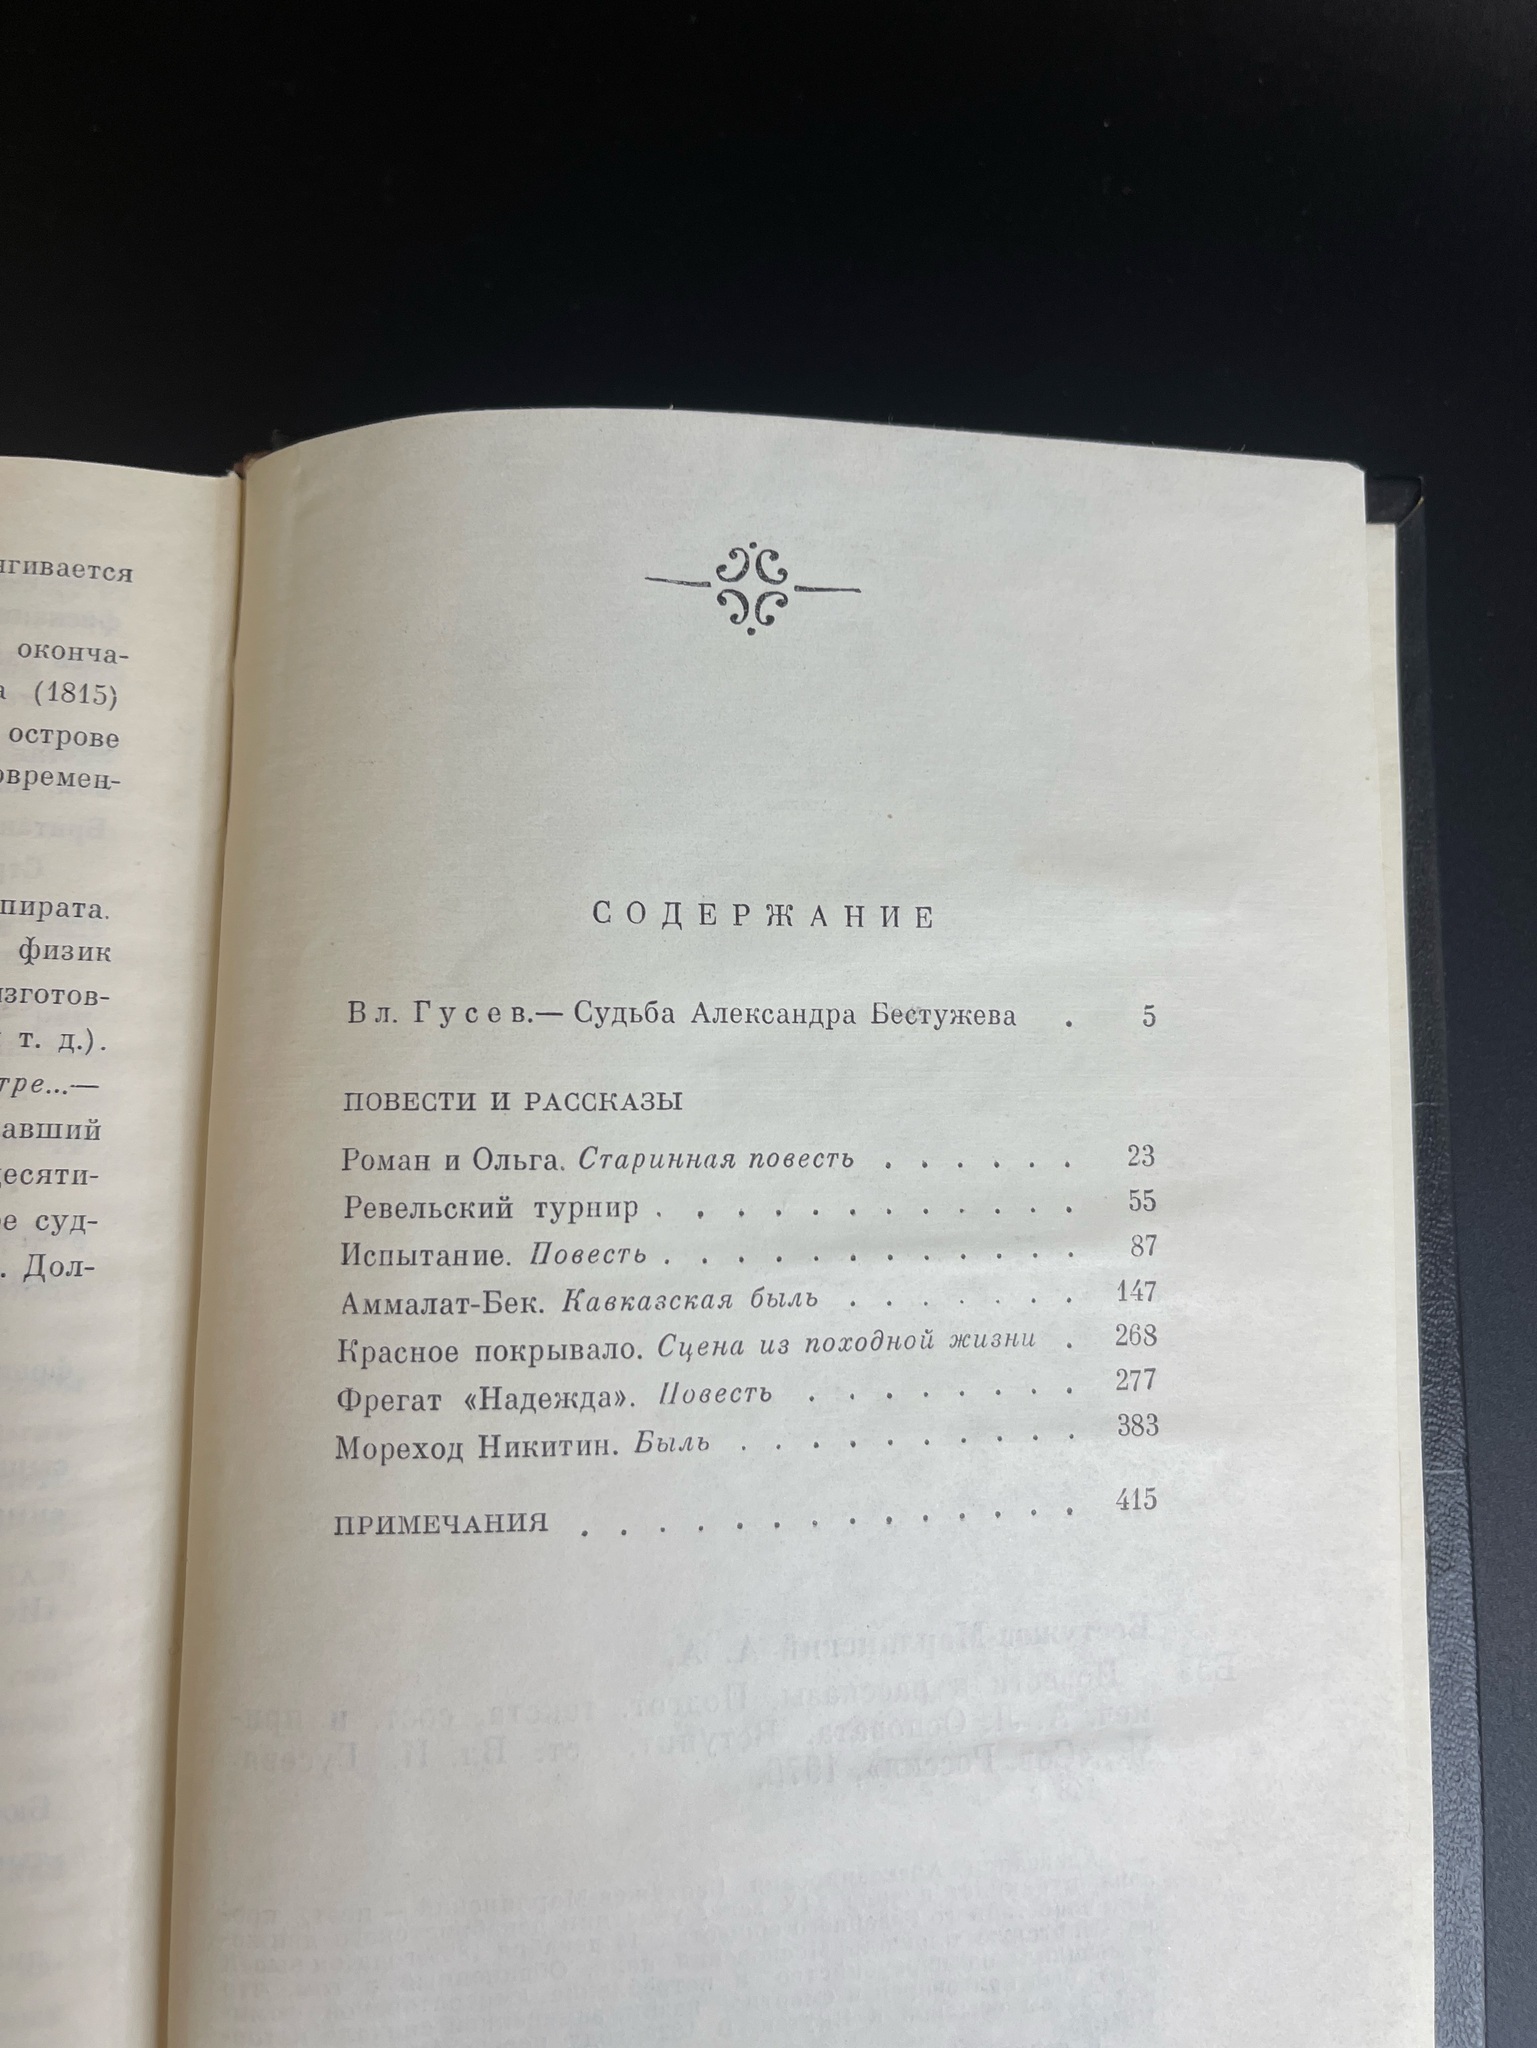 гивается
оконча-
(1815)
острове
овремен-
пирата.
физик
изготов-
т. д.).
тре...—
авший
десяти-
е суд-
. Дол-
СОДЕРЖАНИЕ
Вл. Гусев.— Судьба Александра Бестужева . 5
ПОВЕСТИ И РАССКАЗЫ
Роман и Ольга. Старинная повесть . . . . . . 23
Ревельский турнир . . . . . . . . . . . . 55
Испытание. Повесть . . . . . . . . . . . . 87
Аммалат-Бек. Кавказская быль . . . . . . . 147
Красное покрывало. Сцена из походной жизни . 268
Фрегат «Надежда». Повесть . . . . . . . . 277
Мореход Никитин. Быль . . . . . . . . . . 383
ПРИМЕЧАНИЯ . . . . . . . . . . . . . . 415